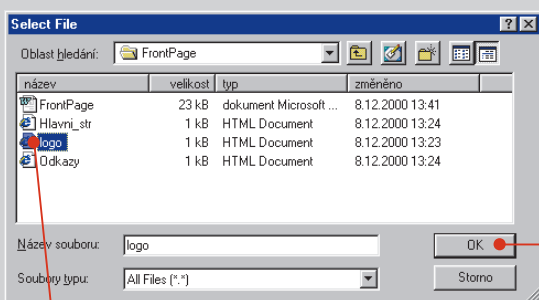 Select File
Oblast hledání: FrontPage
název velikost typ změněno
FrontPage 23 kB dokument Microsoft ... 8.12.2000 13:41
Hlavni_str 1 kB HTML Document 8.12.2000 13:24
logo 1 kB HTML Document 8.12.2000 13:23
Odkazy 1 kB HTML Document 8.12.2000 13:24
Název souboru: logo OK
Soubory typu: All Files (*.*) Storno